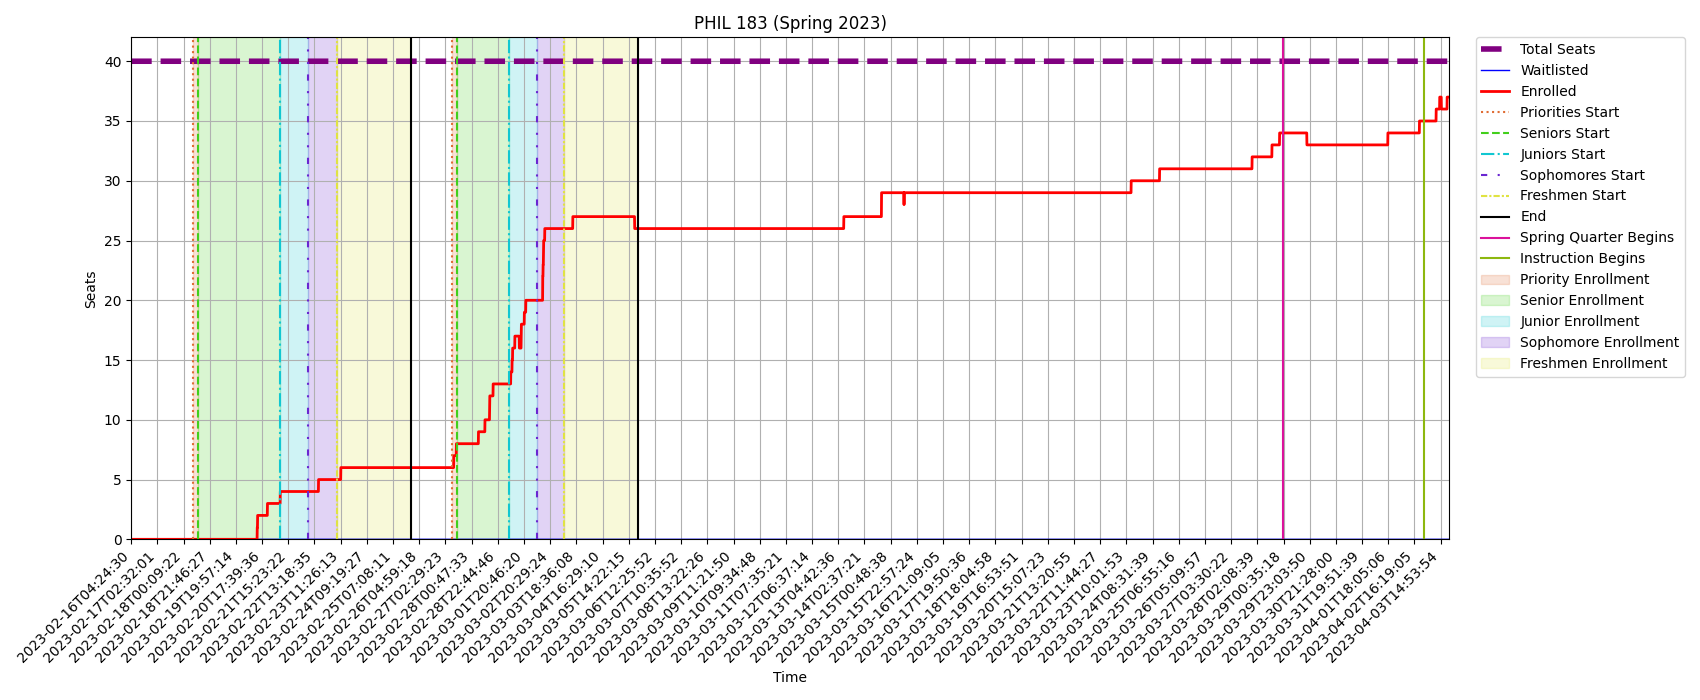 PHIL 183 (Spring 2023)
40
35
30
25
20
15
10
5
0
Seats
2023-02-16T04:24:30
2023-02-17T02:32:01
2023-02-18T00:09:22
2023-02-18T21:46:27
2023-02-19T19:57:14
2023-02-20T17:39:36
2023-02-21T15:23:22
2023-02-22T13:18:35
2023-02-23T11:26:13
2023-02-24T09:19:27
2023-02-25T07:08:11
2023-02-26T04:59:18
2023-02-27T02:29:23
2023-02-28T00:47:33
2023-02-28T22:44:46
2023-03-01T20:46:20
2023-03-02T20:29:24
2023-03-03T18:36:08
2023-03-04T16:29:10
2023-03-05T14:22:15
2023-03-06T12:25:52
2023-03-07T10:35:52
2023-03-08T13:22:26
2023-03-09T11:21:50
2023-03-10T09:34:48
2023-03-11T07:35:21
2023-03-12T06:37:14
2023-03-13T04:42:36
2023-03-14T02:37:21
2023-03-15T00:48:38
2023-03-15T22:57:24
2023-03-16T21:09:05
2023-03-17T19:50:36
2023-03-18T18:04:58
2023-03-19T16:53:51
2023-03-20T15:07:23
2023-03-21T13:20:55
2023-03-22T11:44:27
2023-03-23T10:01:53
2023-03-24T08:31:39
2023-03-25T06:55:16
2023-03-26T05:09:57
2023-03-27T03:30:22
2023-03-28T02:08:39
2023-03-29T00:35:18
2023-03-29T23:03:50
2023-03-30T21:28:00
2023-03-31T19:51:39
2023-04-01T18:05:06
2023-04-02T16:19:05
2023-04-03T14:53:54
Time
Total Seats
Waitlisted
Enrolled
Priorities Start
Seniors Start
Juniors Start
Sophomores Start
Freshmen Start
End
Spring Quarter Begins
Instruction Begins
Priority Enrollment
Senior Enrollment
Junior Enrollment
Sophomore Enrollment
Freshmen Enrollment